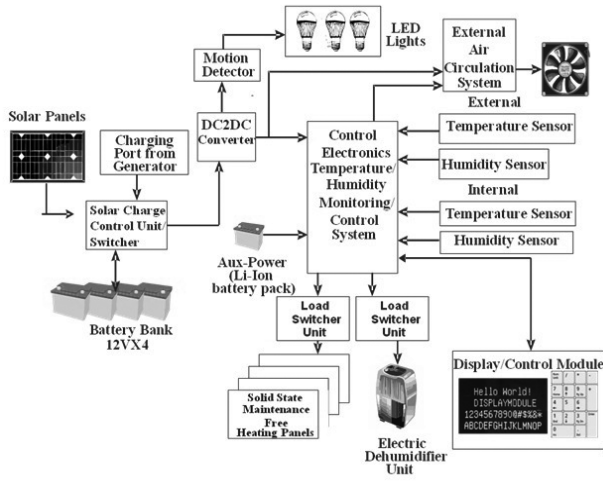 LED
Lights
Motion
Detector
External
Air
Circulation
System
Solar Panels
Charging
Port from
Generator
DC2DC
Converter
External
Temperature Sensor
Humidity Sensor
Internal
Temperature Sensor
Humidity Sensor
Control
Electronics
Temperature/
Humidity
Monitoring/
Control
System
Solar Charge
Control Unit/
Switcher
Aux-Power
(Li-Ion
battery pack)
Battery Bank
12VX4
Load
Switcher
Unit
Load
Switcher
Unit
Solid State
Maintenance
Free
Heating Panels
Electric
Dehumidifier
Unit
Display/Control Module
Hello World!
DISPLAYMODULE
1234567890@#$%&*
ABCDEFGHIJKLMNOP